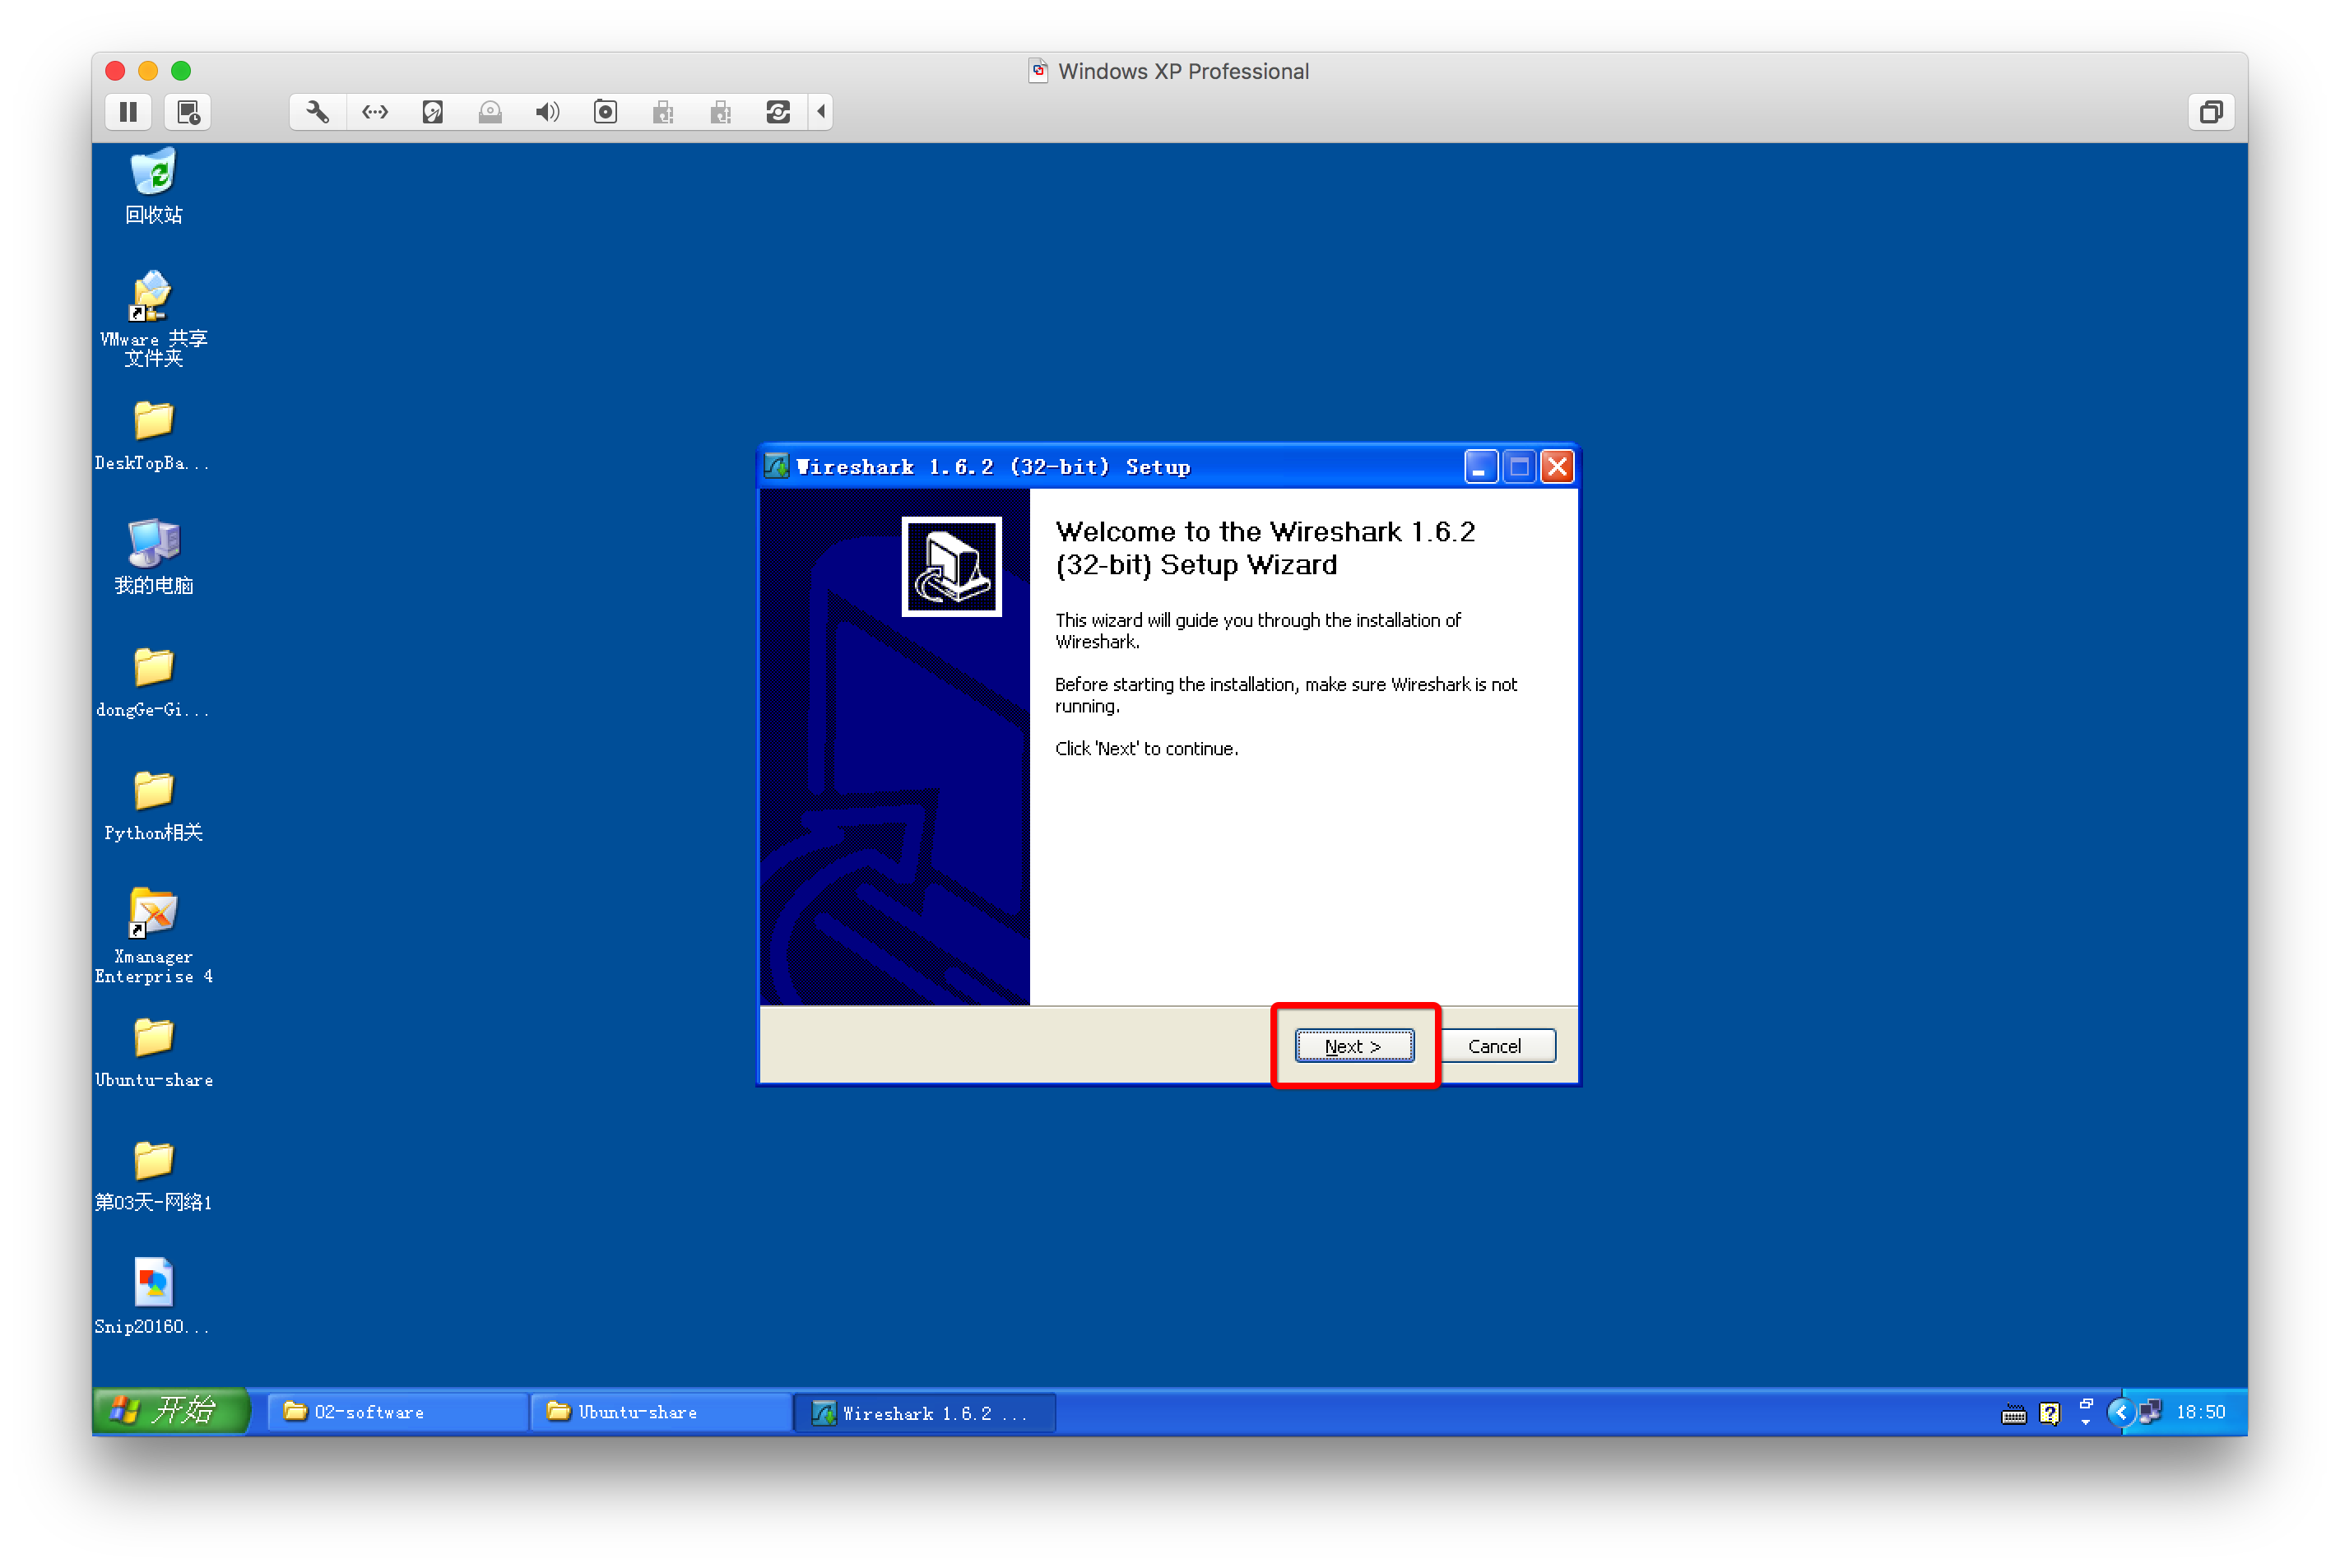 Windows XP Professional
回收站
VMware 共享
文件夹
DeskTopBa...
我的电脑
dongGe-Gi...
Python相关
Xmanager
Enterprise 4
Ubuntu-share
第03天-网络1
Snip20160...
Wireshark 1.6.2 (32-bit) Setup
Welcome to the Wireshark 1.6.2
(32-bit) Setup Wizard
This wizard will guide you through the installation of
Wireshark.
Before starting the installation, make sure Wireshark is not
running.
Click 'Next' to continue.
Next >
Cancel
开始
02-software
Ubuntu-share
Wireshark 1.6.2 ...
18:50